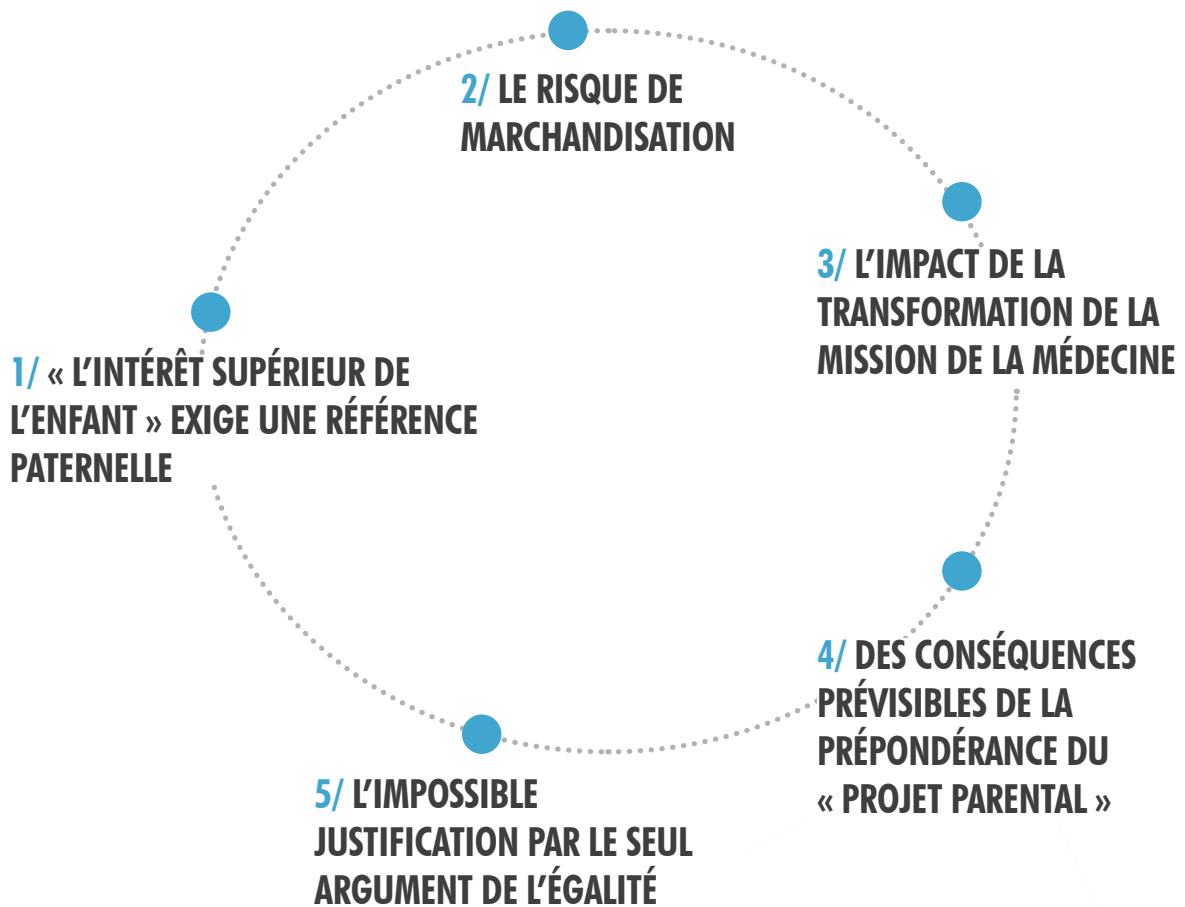 1/ « L’INTÉRÊT SUPÉRIEUR DE
L’ENFANT » EXIGE UNE RÉFÉRENCE
PATERNELLE
2/ LE RISQUE DE
MARCHANDISATION
3/ L’IMPACT DE LA
TRANSFORMATION DE LA
MISSION DE LA MÉDECINE
4/ DES CONSÉQUENCES
PRÉVISIBLES DE LA
PRÉPONDÉRANCE DU
« PROJET PARENTAL »
5/ L’IMPOSSIBLE
JUSTIFICATION PAR LE SEUL
ARGUMENT DE L’ÉGALITÉ